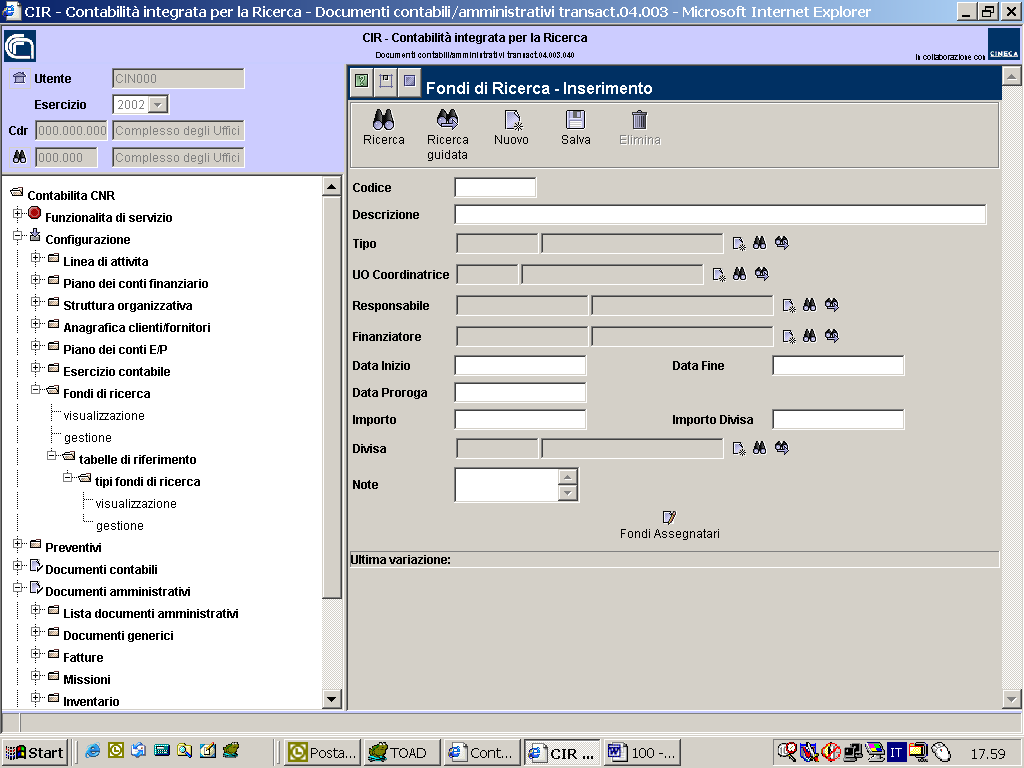 CIR - Contabilità integrata per la Ricerca - Documenti contabili/amministrativi transact.04.003 - Microsoft Internet Explorer
CIR - Contabilità integrata per la Ricerca
Documenti contabili/amministrativi transact.04.003.040
In collaborazione con CINECA
Utente CIN000
Esercizio 2002
Cdr 000.000.000 Complesso degli Uffici
000.000 Complesso degli Uffici
Contabilita CNR
Funzionalita di servizio
Configurazione
Linea di attivita
Piano dei conti finanziario
Struttura organizzativa
Anagrafica clienti/fornitori
Piano dei conti E/P
Esercizio contabile
Fondi di ricerca
visualizzazione
gestione
tabelle di riferimento
tipi fondi di ricerca
visualizzazione
gestione
Preventivi
Documenti contabili
Documenti amministrativi
Lista documenti amministrativi
Documenti generici
Fatture
Missioni
Inventario
Fondi di Ricerca - Inserimento
Ricerca
Ricerca guidata
Nuovo
Salva
Elimina
Codice
Descrizione
Tipo
UO Coordinatrice
Responsabile
Finanziatore
Data Inizio Data Fine
Data Proroga
Importo Importo Divisa
Divisa
Note
Fondi Assegnatari
Ultima variazione:
Start Posta... TOAD Cont... CIR ... 100 -... IT 17.59